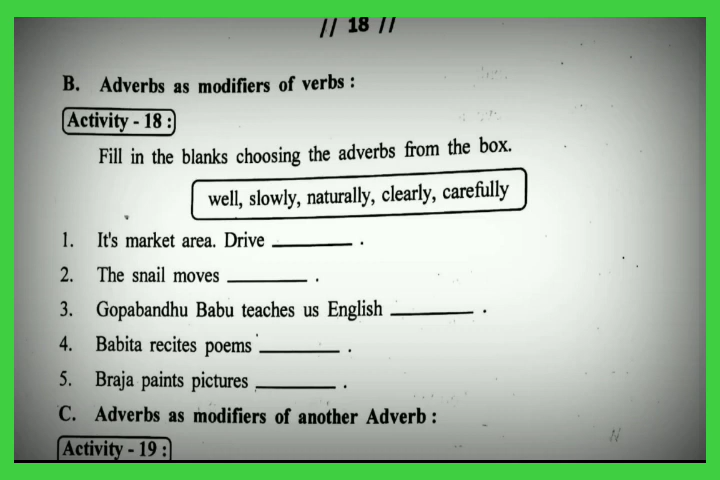 // 18 //
B. Adverbs as modifiers of verbs :
Activity - 18 :
Fill in the blanks choosing the adverbs from the box.
well, slowly, naturally, clearly, carefully
1. It's market area. Drive ________ .
2. The snail moves ________ .
3. Gopabandhu Babu teaches us English ________ .
4. Babita recites poems ________ .
5. Braja paints pictures ________ .
C. Adverbs as modifiers of another Adverb :
Activity - 19 :